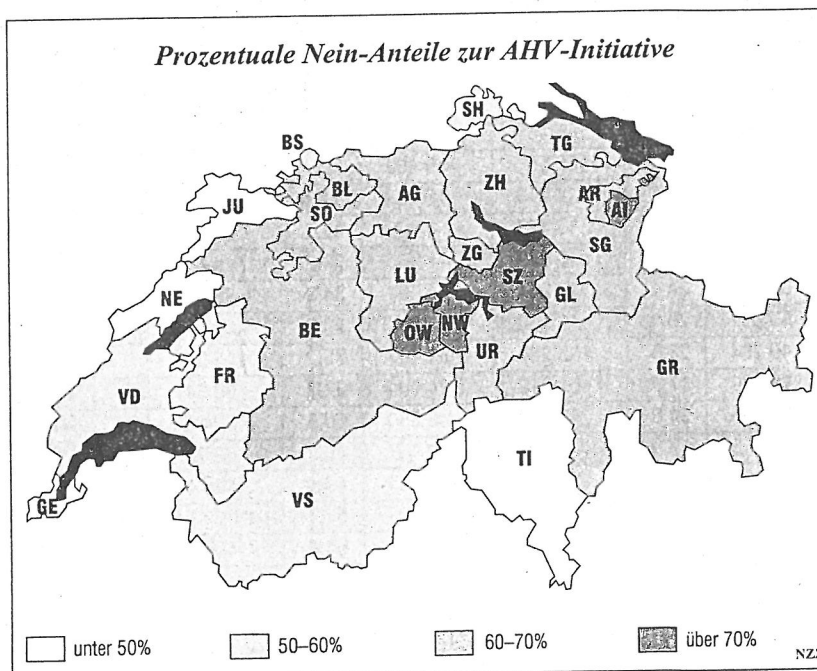 Prozentuale Nein-Anteile zur AHV-Initiative
SH
BS
TG
BL
AG
ZH
AR
AI
JU
SO
ZG
SG
LU
SZ
NE
GL
BE
OW
NW
UR
GR
FR
VD
TI
VS
GE
unter 50%
50–60%
60–70%
über 70%